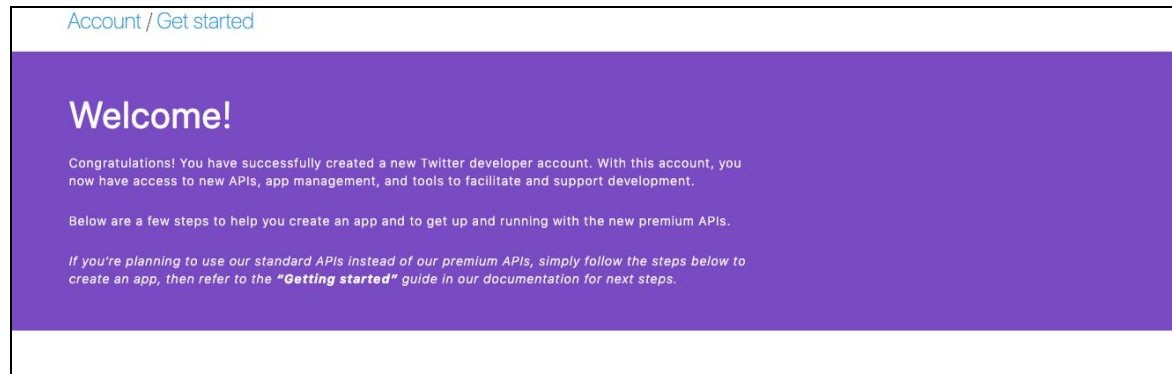 Account / Get started
Welcome!
Congratulations! You have successfully created a new Twitter developer account. With this account, you
now have access to new APIs, app management, and tools to facilitate and support development.
Below are a few steps to help you create an app and to get up and running with the new premium APIs.
If you're planning to use our standard APIs instead of our premium APIs, simply follow the steps below to
create an app, then refer to the “Getting started” guide in our documentation for next steps.